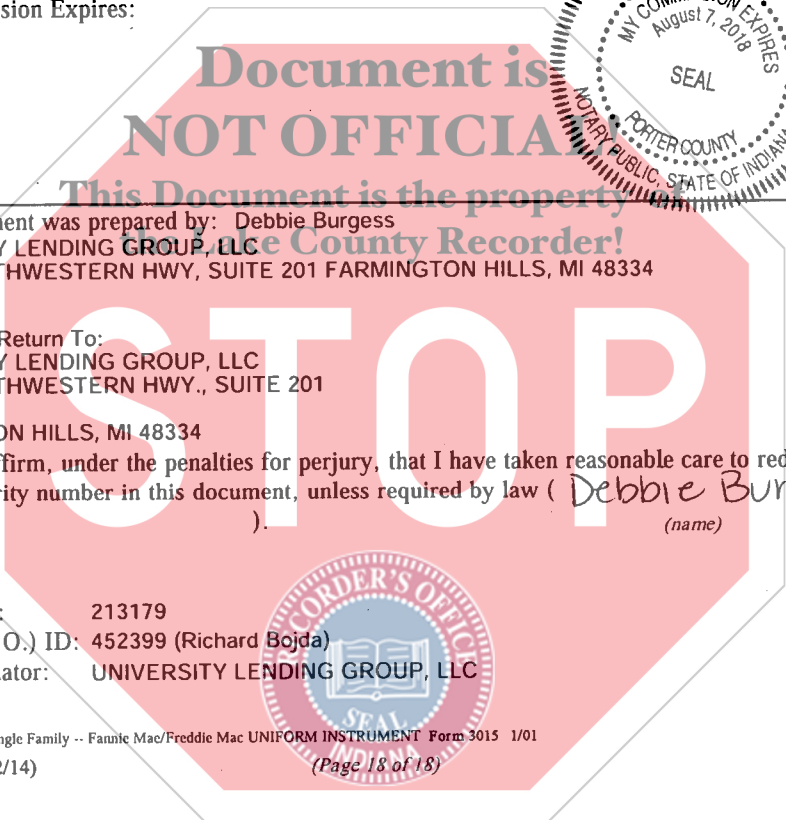 sion Expires:
MY COMMISSION EXPIRES
August 7, 2018
SEAL
PORTER COUNTY
NOTARY PUBLIC, STATE OF INDIANA
Document is
NOT OFFICIAL!
This Document is the property of
the Lake County Recorder!
ent was prepared by: Debbie Burgess
Y LENDING GROUP, LLC
THWESTERN HWY, SUITE 201 FARMINGTON HILLS, MI 48334
STOP
Return To:
Y LENDING GROUP, LLC
THWESTERN HWY., SUITE 201
ON HILLS, MI 48334
ffirm, under the penalties for perjury, that I have taken reasonable care to red
rity number in this document, unless required by law ( Debbie Bur
).
(name)
RECORDER'S OFFICE
SEAL
INDIANA
: 213179
O.) ID: 452399 (Richard Bojda)
ator: UNIVERSITY LENDING GROUP, LLC
ngle Family -- Fannie Mac/Freddie Mac UNIFORM INSTRUMENT Form 3015 1/01
2/14)
(Page 18 of 18)